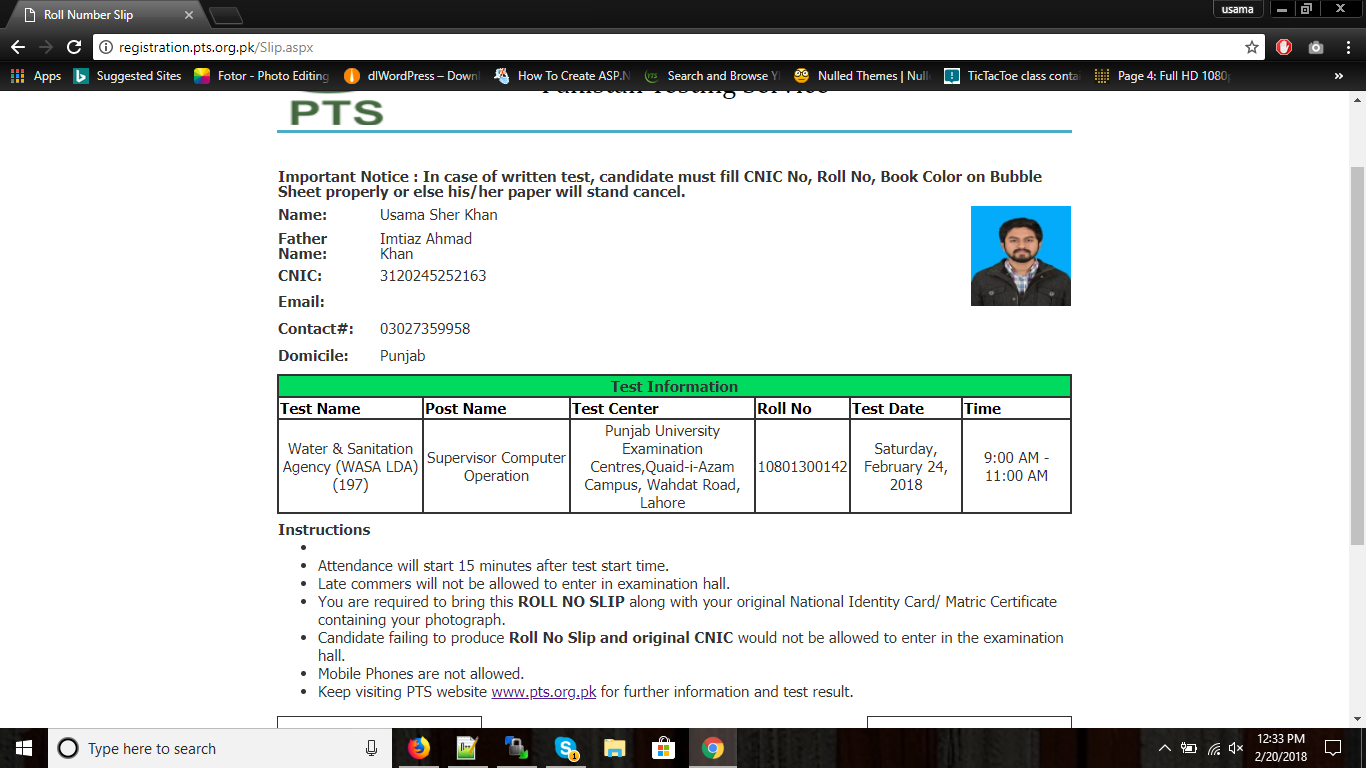 Roll Number Slip
usama
registration.pts.org.pk/Slip.aspx
Apps Suggested Sites Fotor - Photo Editing dlWordPress – Down How To Create ASP.N Search and Browse Y Nulled Themes | Null TicTacToe class conta Page 4: Full HD 1080p »
Pakistan Testing Service
PTS
Important Notice : In case of written test, candidate must fill CNIC No, Roll No, Book Color on Bubble
Sheet properly or else his/her paper will stand cancel.
Name: Usama Sher Khan
Father Imtiaz Ahmad
Name: Khan
CNIC: 3120245252163
Email:
Contact#: 03027359958
Domicile: Punjab
Test Information
Test Name Post Name Test Center Roll No Test Date Time
Water & Sanitation
Agency (WASA LDA)
(197)
Supervisor Computer
Operation
Punjab University
Examination
Centres,Quaid-i-Azam
Campus, Wahdat Road,
Lahore
10801300142
Saturday,
February 24,
2018
9:00 AM -
11:00 AM
Instructions
Attendance will start 15 minutes after test start time.
Late commers will not be allowed to enter in examination hall.
You are required to bring this ROLL NO SLIP along with your original National Identity Card/ Matric Certificate
containing your photograph.
Candidate failing to produce Roll No Slip and original CNIC would not be allowed to enter in the examination
hall.
Mobile Phones are not allowed.
Keep visiting PTS website www.pts.org.pk for further information and test result.
Type here to search
1
12:33 PM
2/20/2018